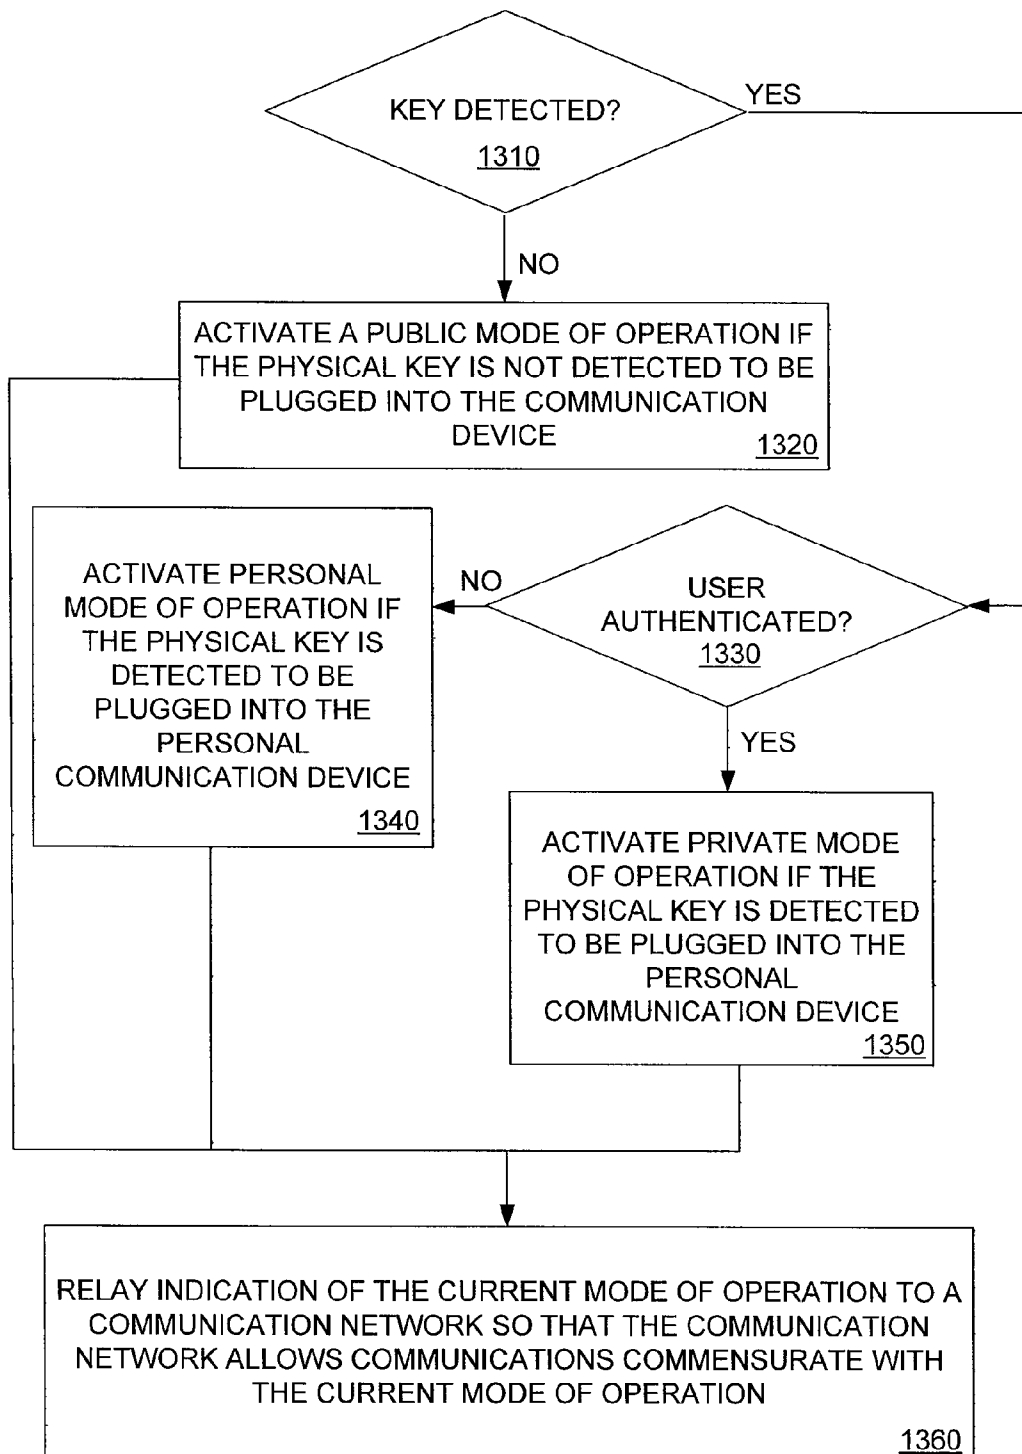 KEY DETECTED?
1310
YES
NO
ACTIVATE A PUBLIC MODE OF OPERATION IF
THE PHYSICAL KEY IS NOT DETECTED TO BE
PLUGGED INTO THE COMMUNICATION
DEVICE
1320
USER
AUTHENTICATED?
1330
NO
YES
ACTIVATE PERSONAL
MODE OF OPERATION IF
THE PHYSICAL KEY IS
DETECTED TO BE
PLUGGED INTO THE
PERSONAL
COMMUNICATION DEVICE
1340
ACTIVATE PRIVATE MODE
OF OPERATION IF THE
PHYSICAL KEY IS DETECTED
TO BE PLUGGED INTO THE
PERSONAL
COMMUNICATION DEVICE
1350
RELAY INDICATION OF THE CURRENT MODE OF OPERATION TO A
COMMUNICATION NETWORK SO THAT THE COMMUNICATION
NETWORK ALLOWS COMMUNICATIONS COMMENSURATE WITH
THE CURRENT MODE OF OPERATION
1360